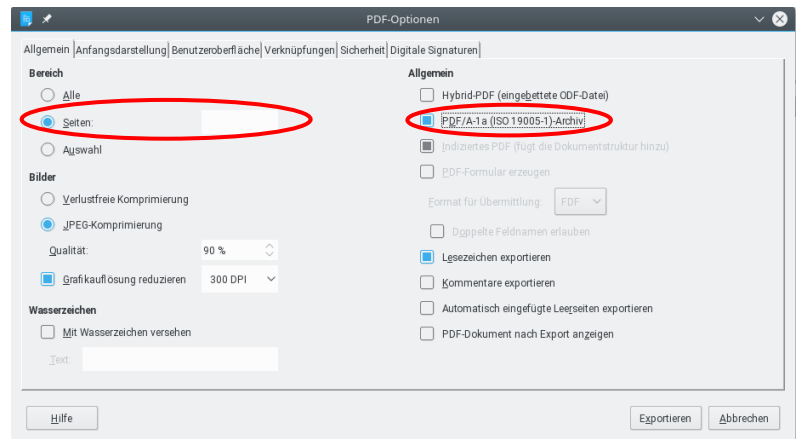 PDF-Optionen
Allgemein Anfangsdarstellung Benutzeroberfläche Verknüpfungen Sicherheit Digitale Signaturen
Bereich
Alle
Seiten:
Auswahl
Bilder
Verlustfreie Komprimierung
JPEG-Komprimierung
Qualität: 90 %
Grafikauflösung reduzieren 300 DPI
Wasserzeichen
Mit Wasserzeichen versehen
Text:
Allgemein
Hybrid-PDF (eingebettete ODF-Datei)
PDF/A-1a (ISO 19005-1)-Archiv
Indiziertes PDF (fügt die Dokumentstruktur hinzu)
PDF-Formular erzeugen
Format für Übermittlung: FDF
Doppelte Feldnamen erlauben
Lesezeichen exportieren
Kommentare exportieren
Automatisch eingefügte Leerseiten exportieren
PDF-Dokument nach Export anzeigen
Hilfe Exportieren Abbrechen